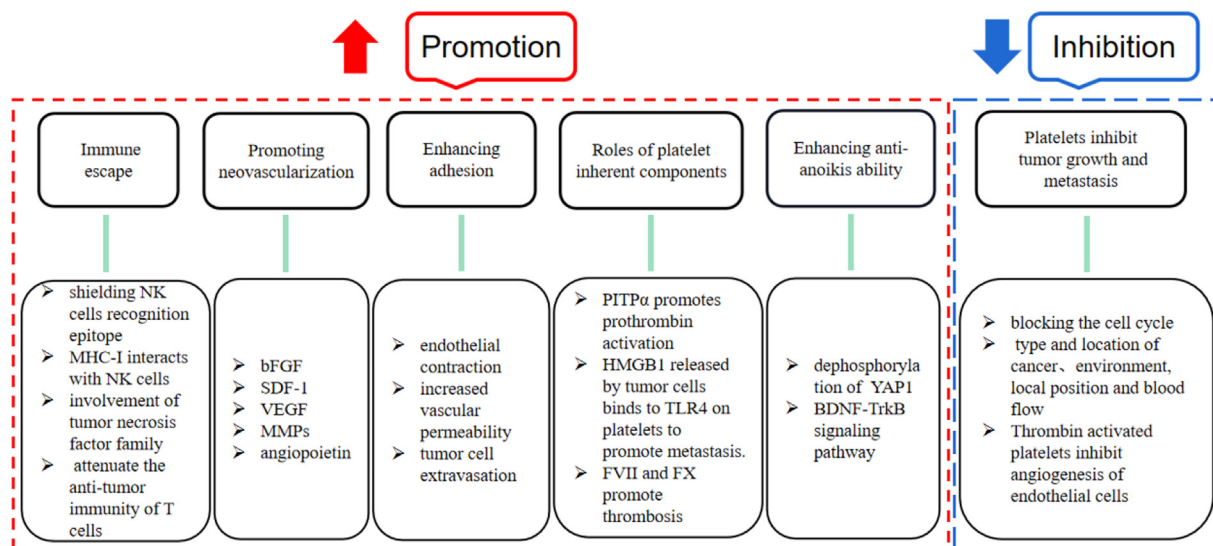 Promotion
Inhibition
Immune
escape
Promoting
neovascularization
Enhancing
adhesion
Roles of platelet
inherent components
Enhancing anti-
anoikis ability
Platelets inhibit
tumor growth and
metastasis
➢ shielding NK
cells recognition
epitope
➢ MHC-I interacts
with NK cells
➢ involvement of
tumor necrosis
factor family
➢ attenuate the
anti-tumor
immunity of T
cells
➢ bFGF
➢ SDF-1
➢ VEGF
➢ MMPs
➢ angiopoietin
➢ endothelial
contraction
➢ increased
vascular
permeability
➢ tumor cell
extravasation
➢ PITPα promotes
prothrombin
activation
➢ HMGB1 released
by tumor cells
binds to TLR4 on
platelets to
promote metastasis.
➢ FVII and FX
promote
thrombosis
➢ dephosphoryla
tion of YAP1
➢ BDNF-TrkB
signaling
pathway
➢ blocking the cell cycle
➢ type and location of
cancer、environment,
local position and blood
flow
➢ Thrombin activated
platelets inhibit
angiogenesis of
endothelial cells